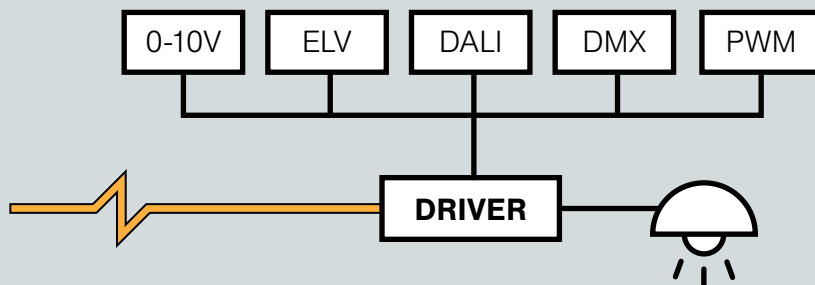 0-10V
ELV
DALI
DMX
PWM
DRIVER